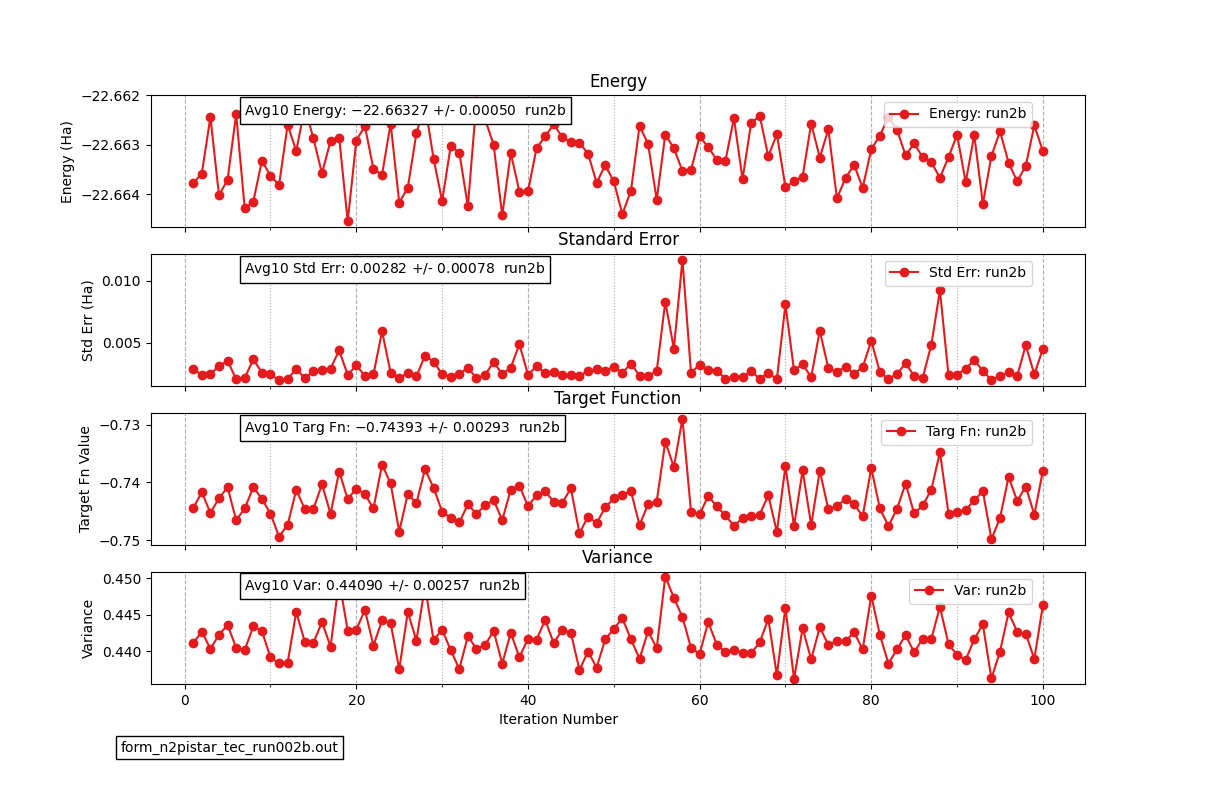 Energy
−22.662
−22.663
−22.664
Energy (Ha)
Avg10 Energy: −22.66327 +/- 0.00050  run2b
Energy: run2b
Standard Error
0.010
0.005
Std Err (Ha)
Avg10 Std Err: 0.00282 +/- 0.00078  run2b
Std Err: run2b
Target Function
−0.73
−0.74
−0.75
Target Fn Value
Avg10 Targ Fn: −0.74393 +/- 0.00293  run2b
Targ Fn: run2b
Variance
0.450
0.445
0.440
Variance
Avg10 Var: 0.44090 +/- 0.00257  run2b
Var: run2b
0 20 40 60 80 100
Iteration Number
form_n2pistar_tec_run002b.out